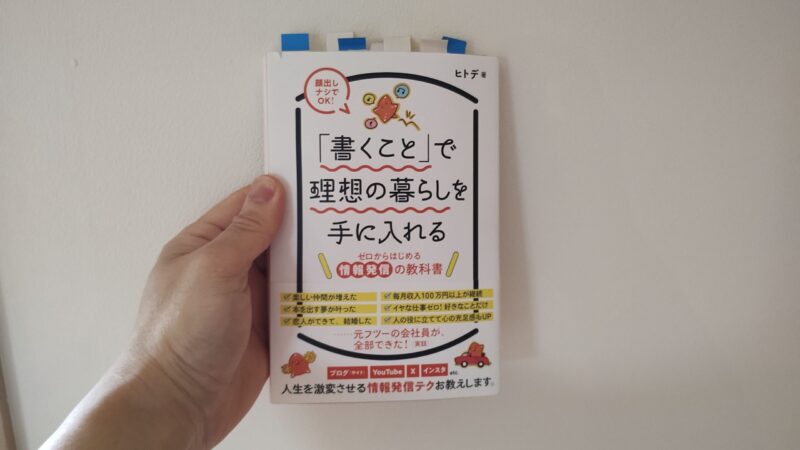 ヒトデ 著
顔出し
ナシで
OK!
「書くこと」で
理想の暮らしを
手に入れる
ゼロからはじめる
情報発信の教科書
楽しい仲間が増えた
毎月収入100万円以上が継続
本を出す夢が叶った
イヤな仕事ゼロ!好きなことだけ
恋人ができて、結婚した
人の役に立てて心の充足感もUP
……元フツーの会社員が、
全部できた! 実話
ブログ(サイト) YouTube X インスタ etc.
人生を激変させる情報発信テクお教えします。